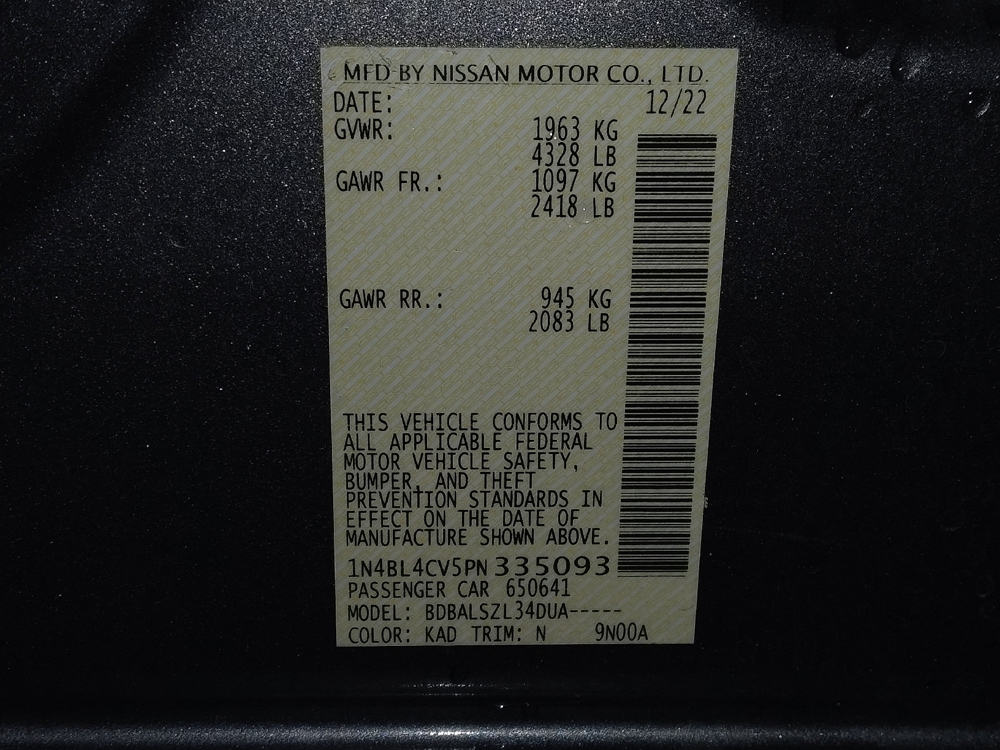 MFD BY NISSAN MOTOR CO., LTD.
DATE: 12/22
GVWR: 1963 KG
4328 LB
GAWR FR.: 1097 KG
2418 LB
GAWR RR.: 945 KG
2083 LB
THIS VEHICLE CONFORMS TO
ALL APPLICABLE FEDERAL
MOTOR VEHICLE SAFETY,
BUMPER, AND THEFT
PREVENTION STANDARDS IN
EFFECT ON THE DATE OF
MANUFACTURE SHOWN ABOVE.
1N4BL4CV5PN335093
PASSENGER CAR 650641
MODEL: BDBALSZL34DUA-----
COLOR: KAD TRIM: N 9N00A